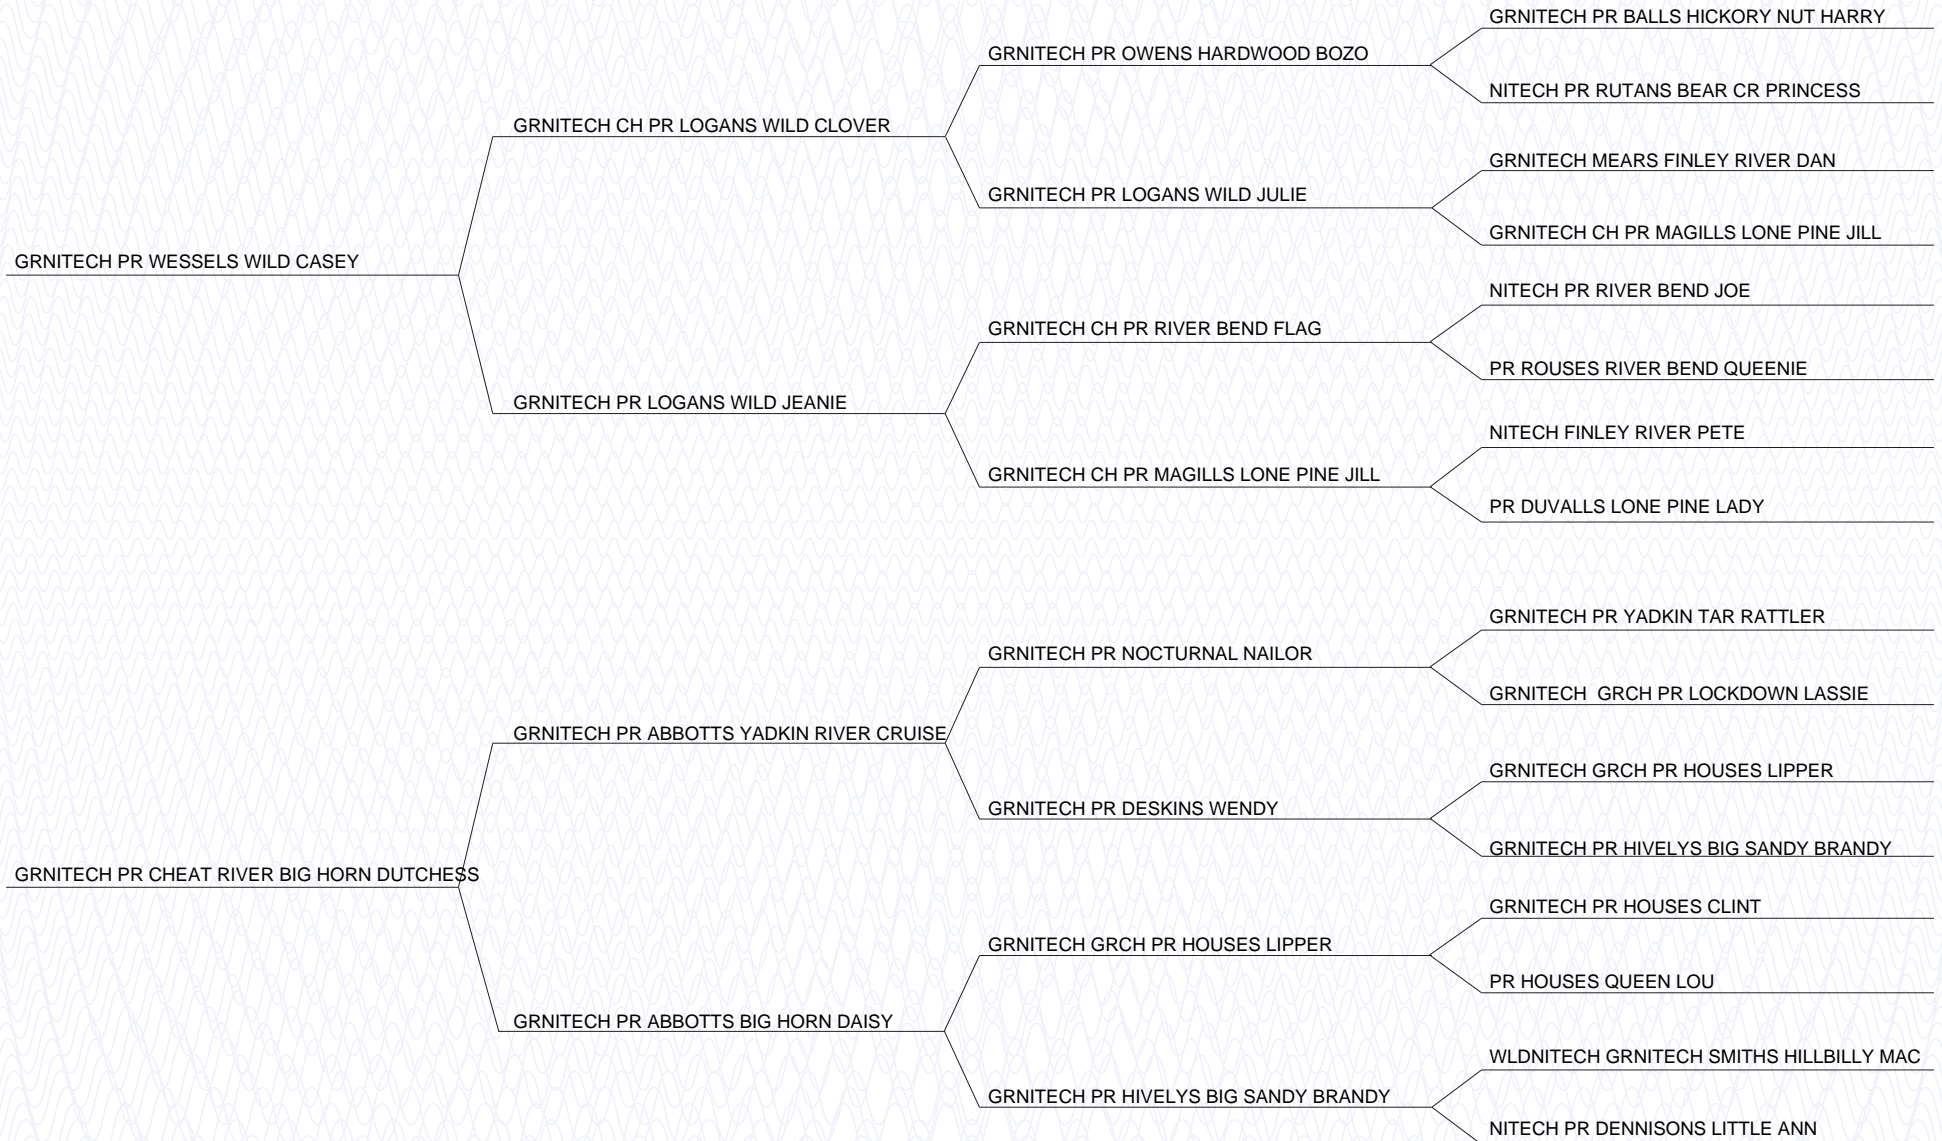 GRNITECH PR BALLS HICKORY NUT HARRY
GRNITECH PR OWENS HARDWOOD BOZO
NITECH PR RUTANS BEAR CR PRINCESS
GRNITECH CH PR LOGANS WILD CLOVER
GRNITECH MEARS FINLEY RIVER DAN
GRNITECH PR LOGANS WILD JULIE
GRNITECH CH PR MAGILLS LONE PINE JILL
GRNITECH PR WESSELS WILD CASEY
NITECH PR RIVER BEND JOE
GRNITECH CH PR RIVER BEND FLAG
PR ROUSES RIVER BEND QUEENIE
GRNITECH PR LOGANS WILD JEANIE
NITECH FINLEY RIVER PETE
GRNITECH CH PR MAGILLS LONE PINE JILL
PR DUVALLS LONE PINE LADY
GRNITECH PR YADKIN TAR RATTLER
GRNITECH PR NOCTURNAL NAILOR
GRNITECH  GRCH PR LOCKDOWN LASSIE
GRNITECH PR ABBOTTS YADKIN RIVER CRUISE
GRNITECH GRCH PR HOUSES LIPPER
GRNITECH PR DESKINS WENDY
GRNITECH PR HIVELYS BIG SANDY BRANDY
GRNITECH PR CHEAT RIVER BIG HORN DUTCHESS
GRNITECH PR HOUSES CLINT
GRNITECH GRCH PR HOUSES LIPPER
PR HOUSES QUEEN LOU
GRNITECH PR ABBOTTS BIG HORN DAISY
WLDNITECH GRNITECH SMITHS HILLBILLY MAC
GRNITECH PR HIVELYS BIG SANDY BRANDY
NITECH PR DENNISONS LITTLE ANN